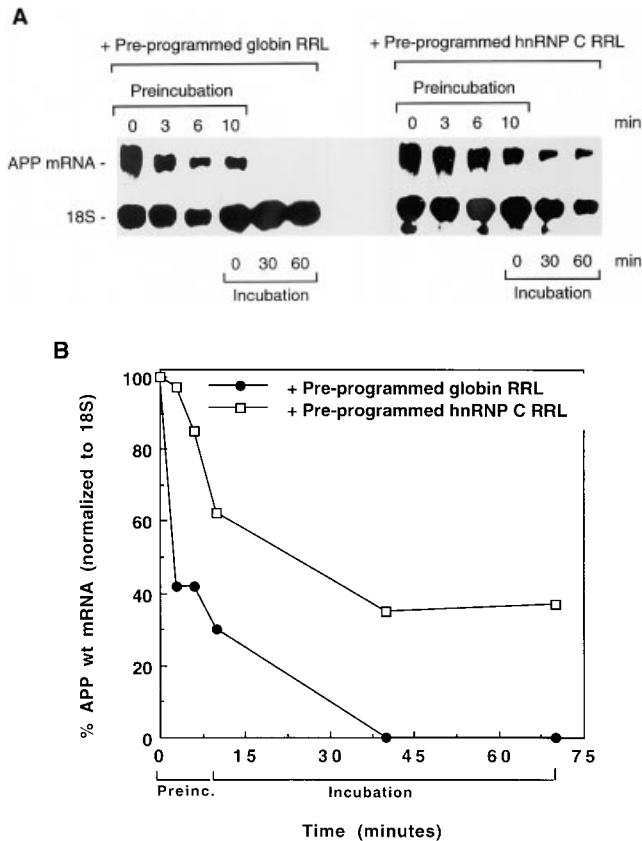 A
+ Pre-programmed globin RRL + Pre-programmed hnRNP C RRL
Preincubation Preincubation
0 3 6 10 0 3 6 10 min
APP mRNA -
18S -
0 30 60 0 30 60 min
Incubation Incubation
B
% APP wt mRNA (normalized to 18S)
100
80
60
40
20
0
+ Pre-programmed globin RRL
+ Pre-programmed hnRNP C RRL
0 15 30 45 60 75
Preinc. Incubation
Time (minutes)